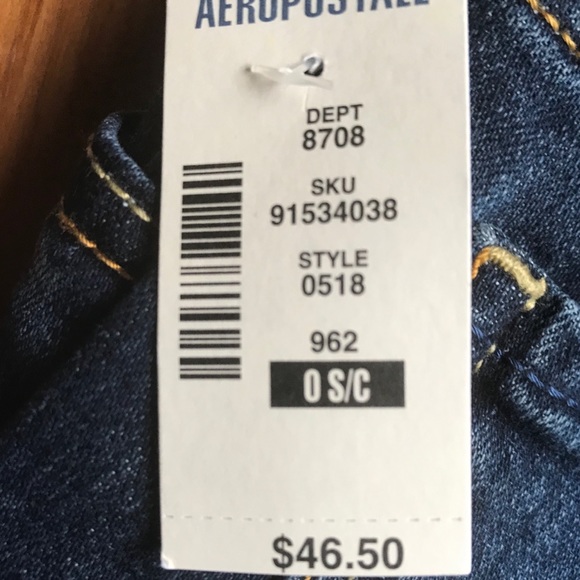 AEROPOSTALE
DEPT
8708
SKU
91534038
STYLE
0518
962
0 S/C
$46.50